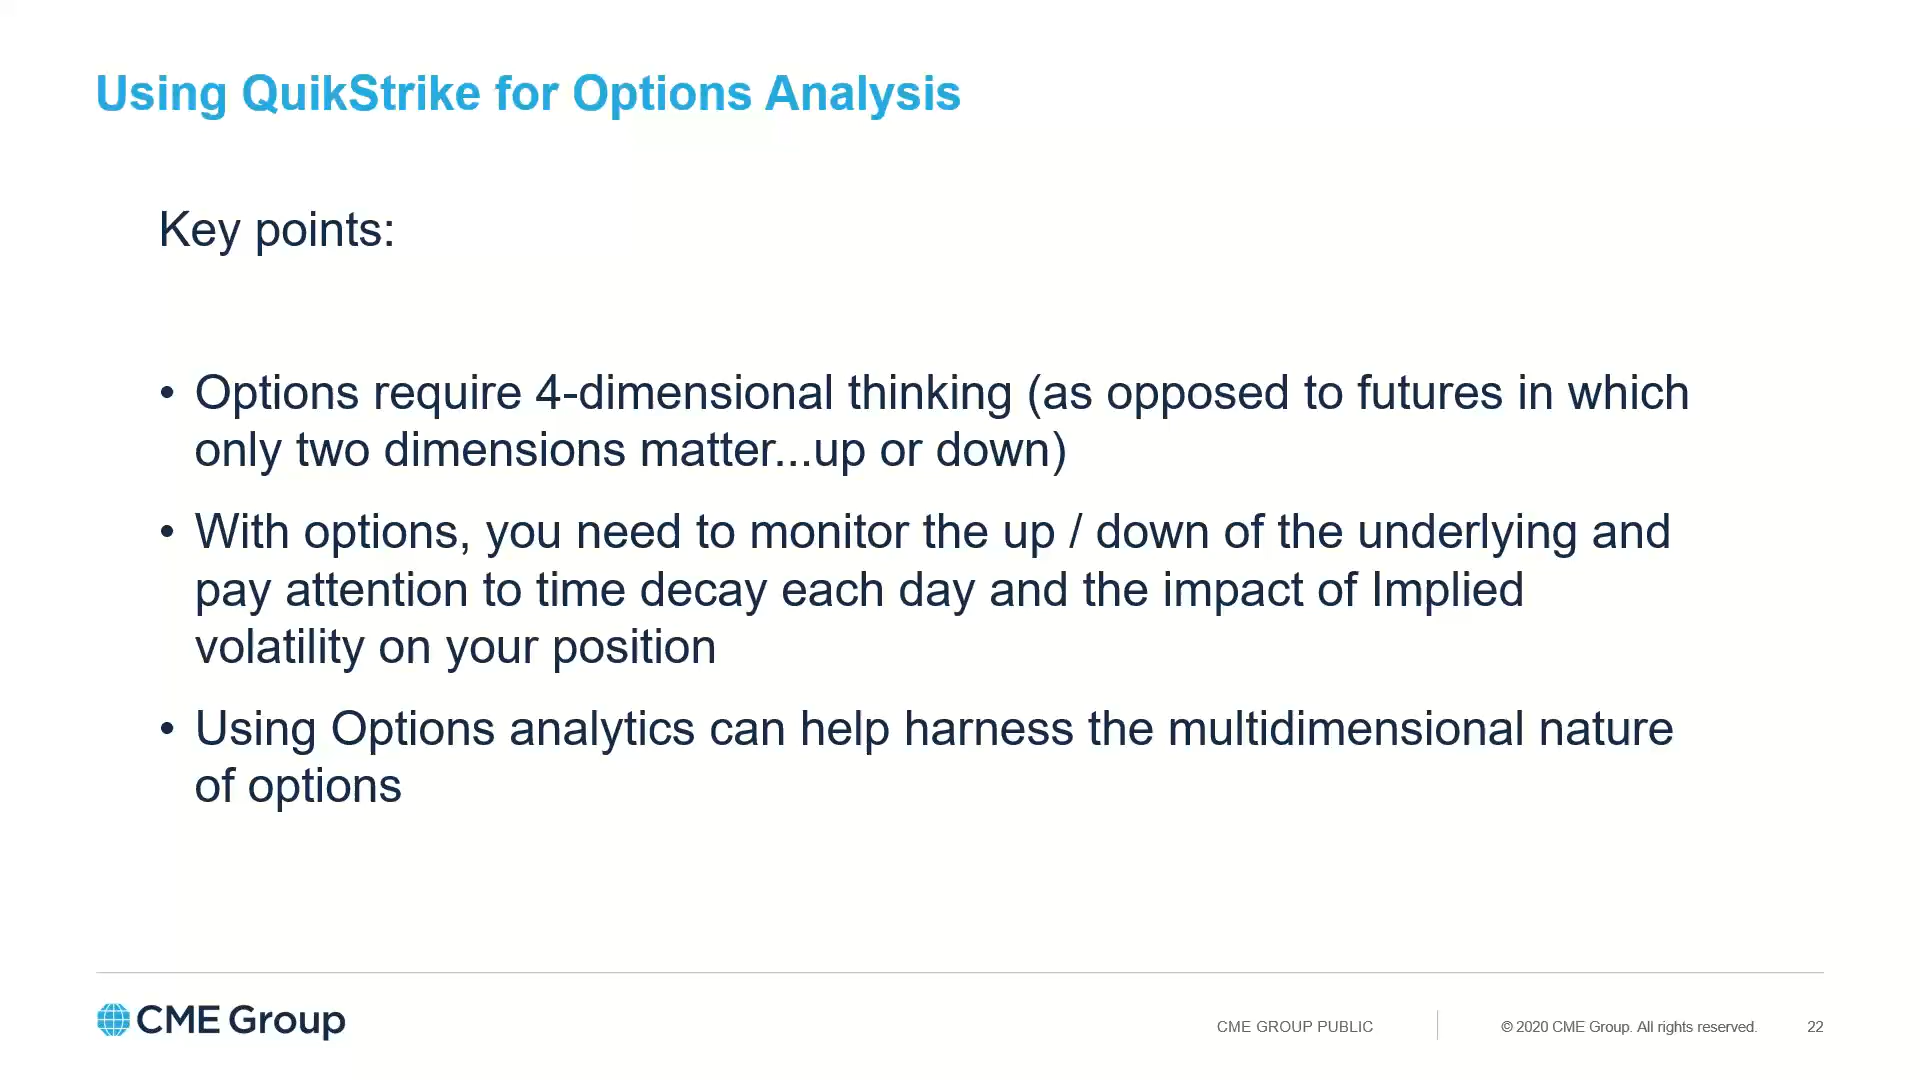 Using QuikStrike for Options Analysis
Key points:
• Options require 4-dimensional thinking (as opposed to futures in which
only two dimensions matter...up or down)
• With options, you need to monitor the up / down of the underlying and
pay attention to time decay each day and the impact of Implied
volatility on your position
• Using Options analytics can help harness the multidimensional nature
of options
CME Group
CME GROUP PUBLIC
© 2020 CME Group. All rights reserved.
22